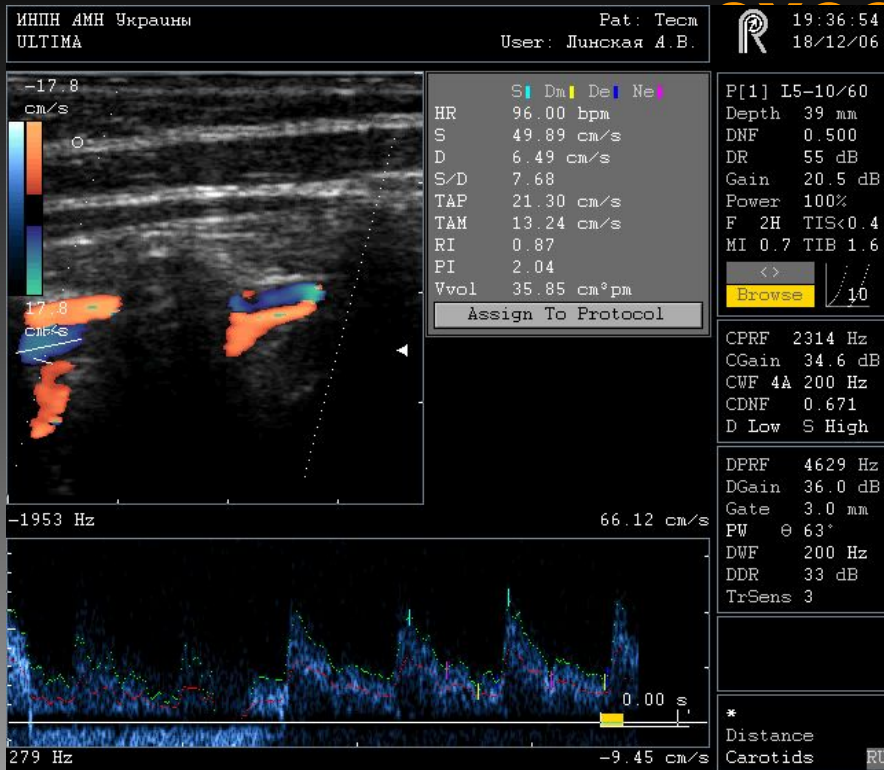 ИНПН АМН Украины
ULTIMA
Pat: Тест
User: Линская А.В.
R
19:36:54
18/12/06
-17.8
cm/s
17.8
cm/s
S Dm De Ne
HR 96.00 bpm
S 49.89 cm/s
D 6.49 cm/s
S/D 7.68
TAP 21.30 cm/s
TAM 13.24 cm/s
RI 0.87
PI 2.04
Vvol 35.85 cm³pm
Assign To Protocol
P[1] L5-10/60
Depth 39 mm
DNF 0.500
DR 55 dB
Gain 20.5 dB
Power 100%
F 2H TIS<0.4
MI 0.7 TIB 1.6
<>
Browse
10
CPRF 2314 Hz
CGain 34.6 dB
CWF 4A 200 Hz
CDNF 0.671
D Low S High
DPRF 4629 Hz
DGain 36.0 dB
Gate 3.0 mm
PW θ 63°
DWF 200 Hz
DDR 33 dB
TrSens 3
-1953 Hz
66.12 cm/s
0.00 s
279 Hz
-9.45 cm/s
*
Distance
Carotids
RU